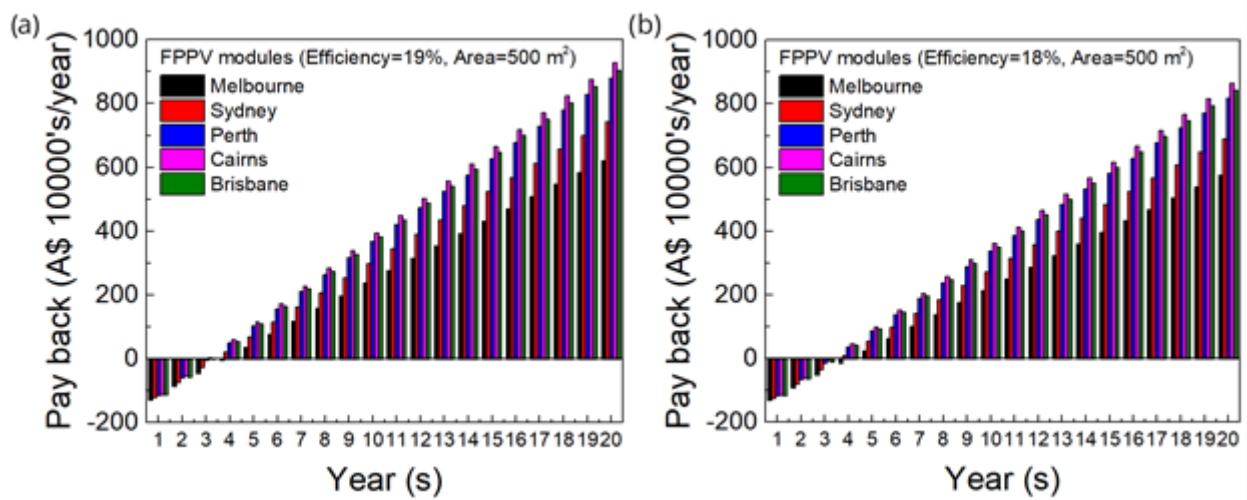 (a)
1000
800
600
400
200
0
-200
Pay back (A$ 10000's/year)
FPPV modules (Efficiency=19%, Area=500 m²)
Melbourne
Sydney
Perth
Cairns
Brisbane
1 2 3 4 5 6 7 8 9 10 11 12 13 14 15 16 17 18 19 20
Year (s)
(b)
1000
800
600
400
200
0
-200
Pay back (A$ 10000's/year)
FPPV modules (Efficiency=18%, Area=500 m²)
Melbourne
Sydney
Perth
Cairns
Brisbane
1 2 3 4 5 6 7 8 9 10 11 12 13 14 15 16 17 18 19 20
Year (s)